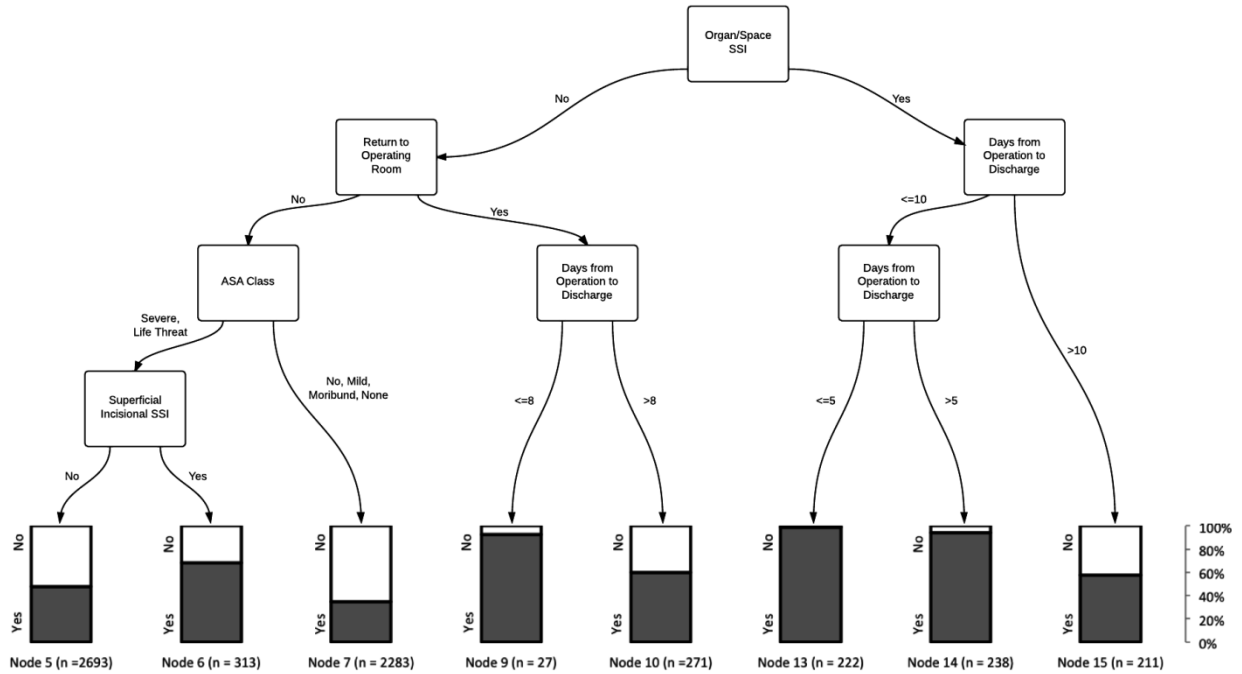 Organ/Space
SSI
No
Yes
Return to
Operating
Room
Days from
Operation to
Discharge
No
Yes
<=10
>10
ASA Class
Days from
Operation to
Discharge
Days from
Operation to
Discharge
Severe,
Life Threat
No, Mild,
Moribund, None
<=8
>8
<=5
>5
Superficial
Incisional SSI
No
Yes
No
Yes
No
Yes
No
Yes
No
Yes
No
Yes
No
Yes
No
Yes
No
Yes
100%
80%
60%
40%
20%
0%
Node 5 (n =2693)
Node 6 (n = 313)
Node 7 (n = 2283)
Node 9 (n = 27)
Node 10 (n =271)
Node 13 (n = 222)
Node 14 (n = 238)
Node 15 (n = 211)